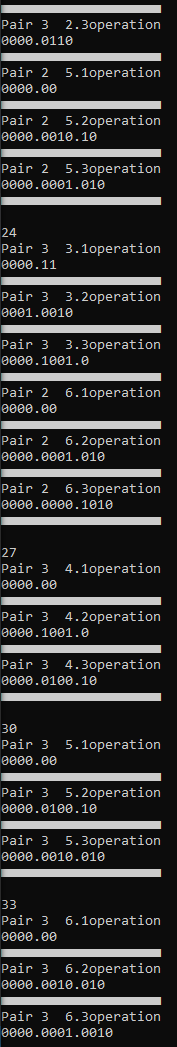 Pair 3  2.3operation
0000.0110
Pair 2  5.1operation
0000.00
Pair 2  5.2operation
0000.0010.10
Pair 2  5.3operation
0000.0001.010
24
Pair 3  3.1operation
0000.11
Pair 3  3.2operation
0001.0010
Pair 3  3.3operation
0000.1001.0
Pair 2  6.1operation
0000.00
Pair 2  6.2operation
0000.0001.010
Pair 2  6.3operation
0000.0000.1010
27
Pair 3  4.1operation
0000.00
Pair 3  4.2operation
0000.1001.0
Pair 3  4.3operation
0000.0100.10
30
Pair 3  5.1operation
0000.00
Pair 3  5.2operation
0000.0100.10
Pair 3  5.3operation
0000.0010.010
33
Pair 3  6.1operation
0000.00
Pair 3  6.2operation
0000.0010.010
Pair 3  6.3operation
0000.0001.0010